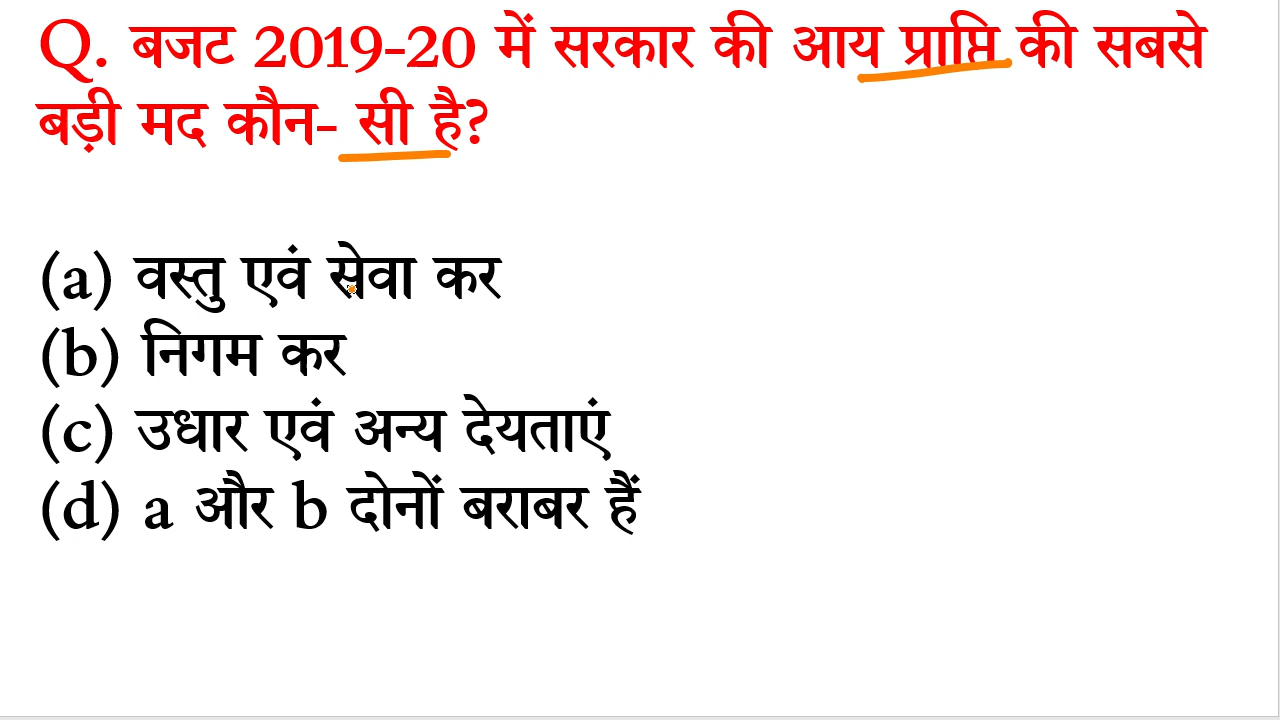 Q. बजट 2019-20 में सरकार की आय प्राप्ति की सबसे
बड़ी मद कौन- सी है?
(a) वस्तु एवं सेवा कर
(b) निगम कर
(c) उधार एवं अन्य देयताएं
(d) a और b दोनों बराबर हैं